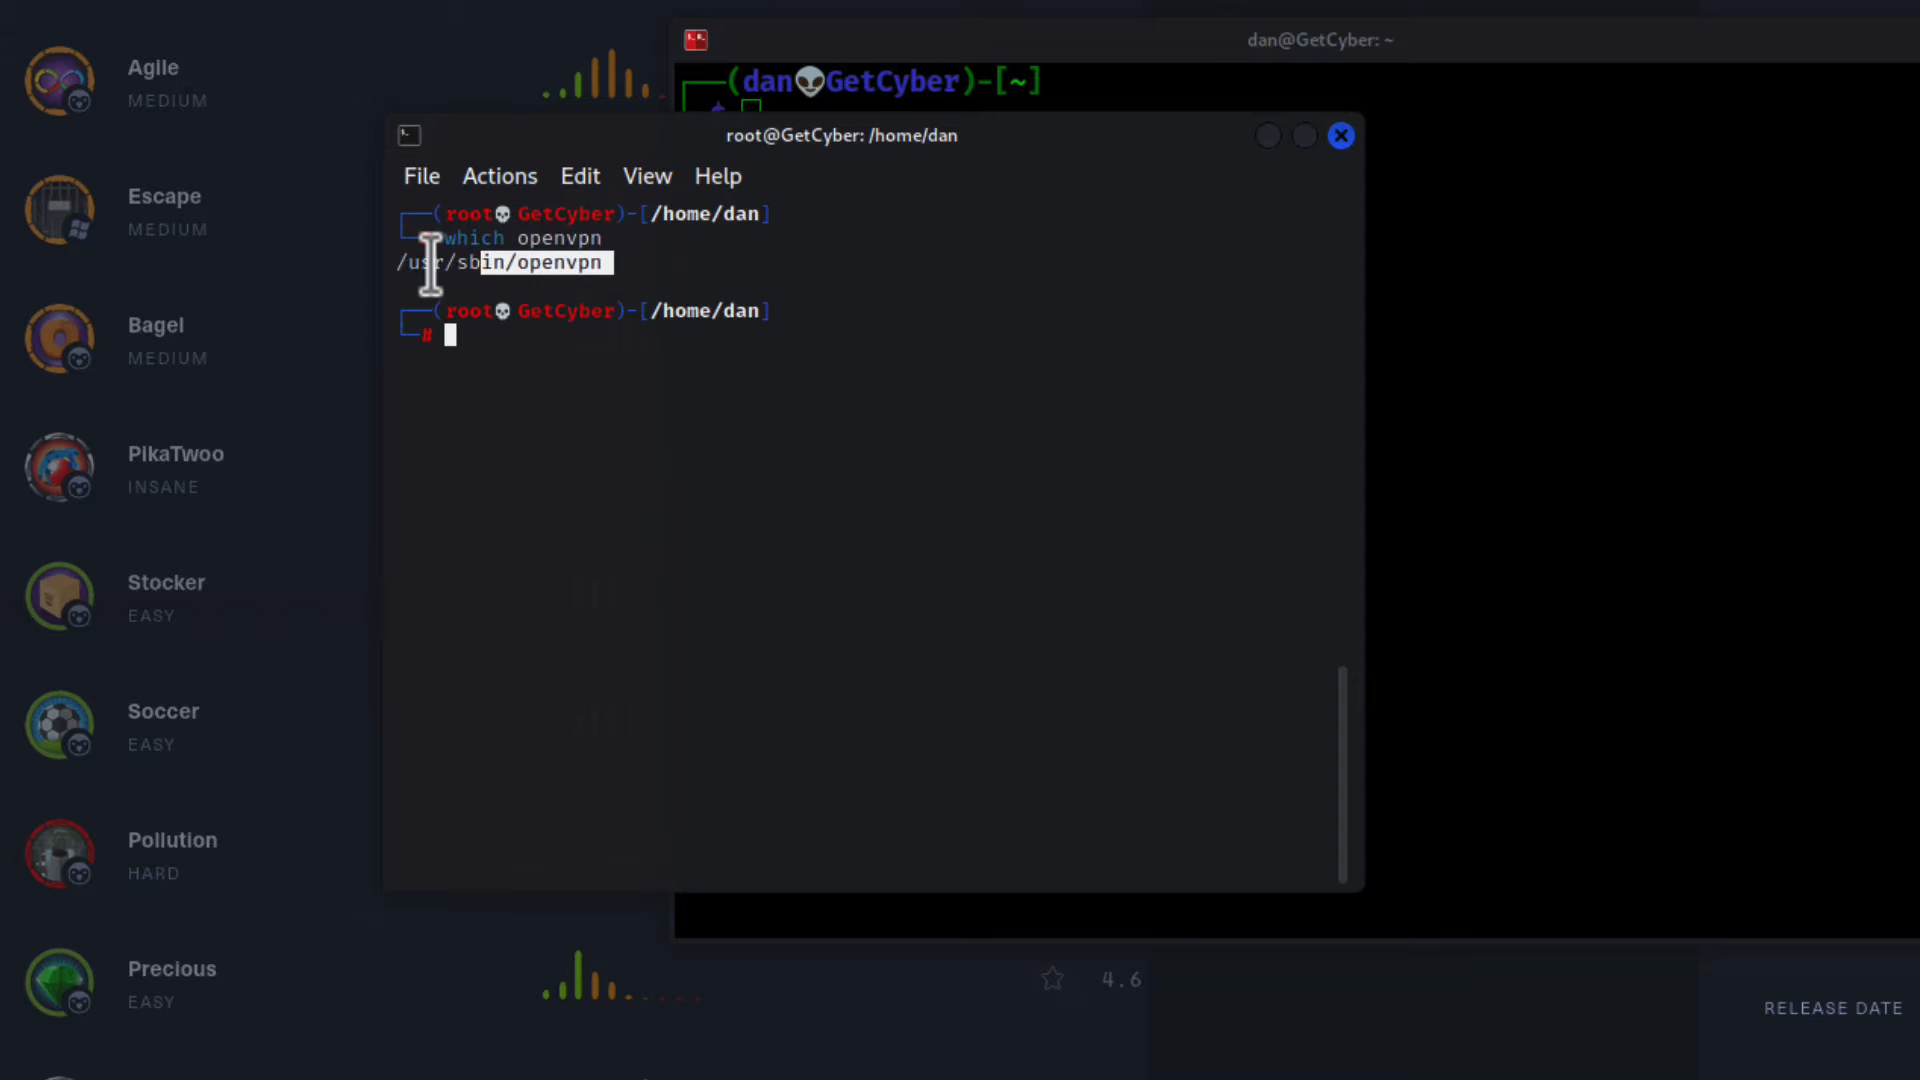 Agile
MEDIUM
Escape
MEDIUM
Bagel
MEDIUM
PikaTwoo
INSANE
Stocker
EASY
Soccer
EASY
Pollution
HARD
Precious
EASY
dan@GetCyber: ~
(dan👽GetCyber)-[~]
root@GetCyber: /home/dan
File Actions Edit View Help
(root💀GetCyber)-[/home/dan]
which openvpn
/usr/sbin/openvpn
(root💀GetCyber)-[/home/dan]
#
4.6
RELEASE DATE